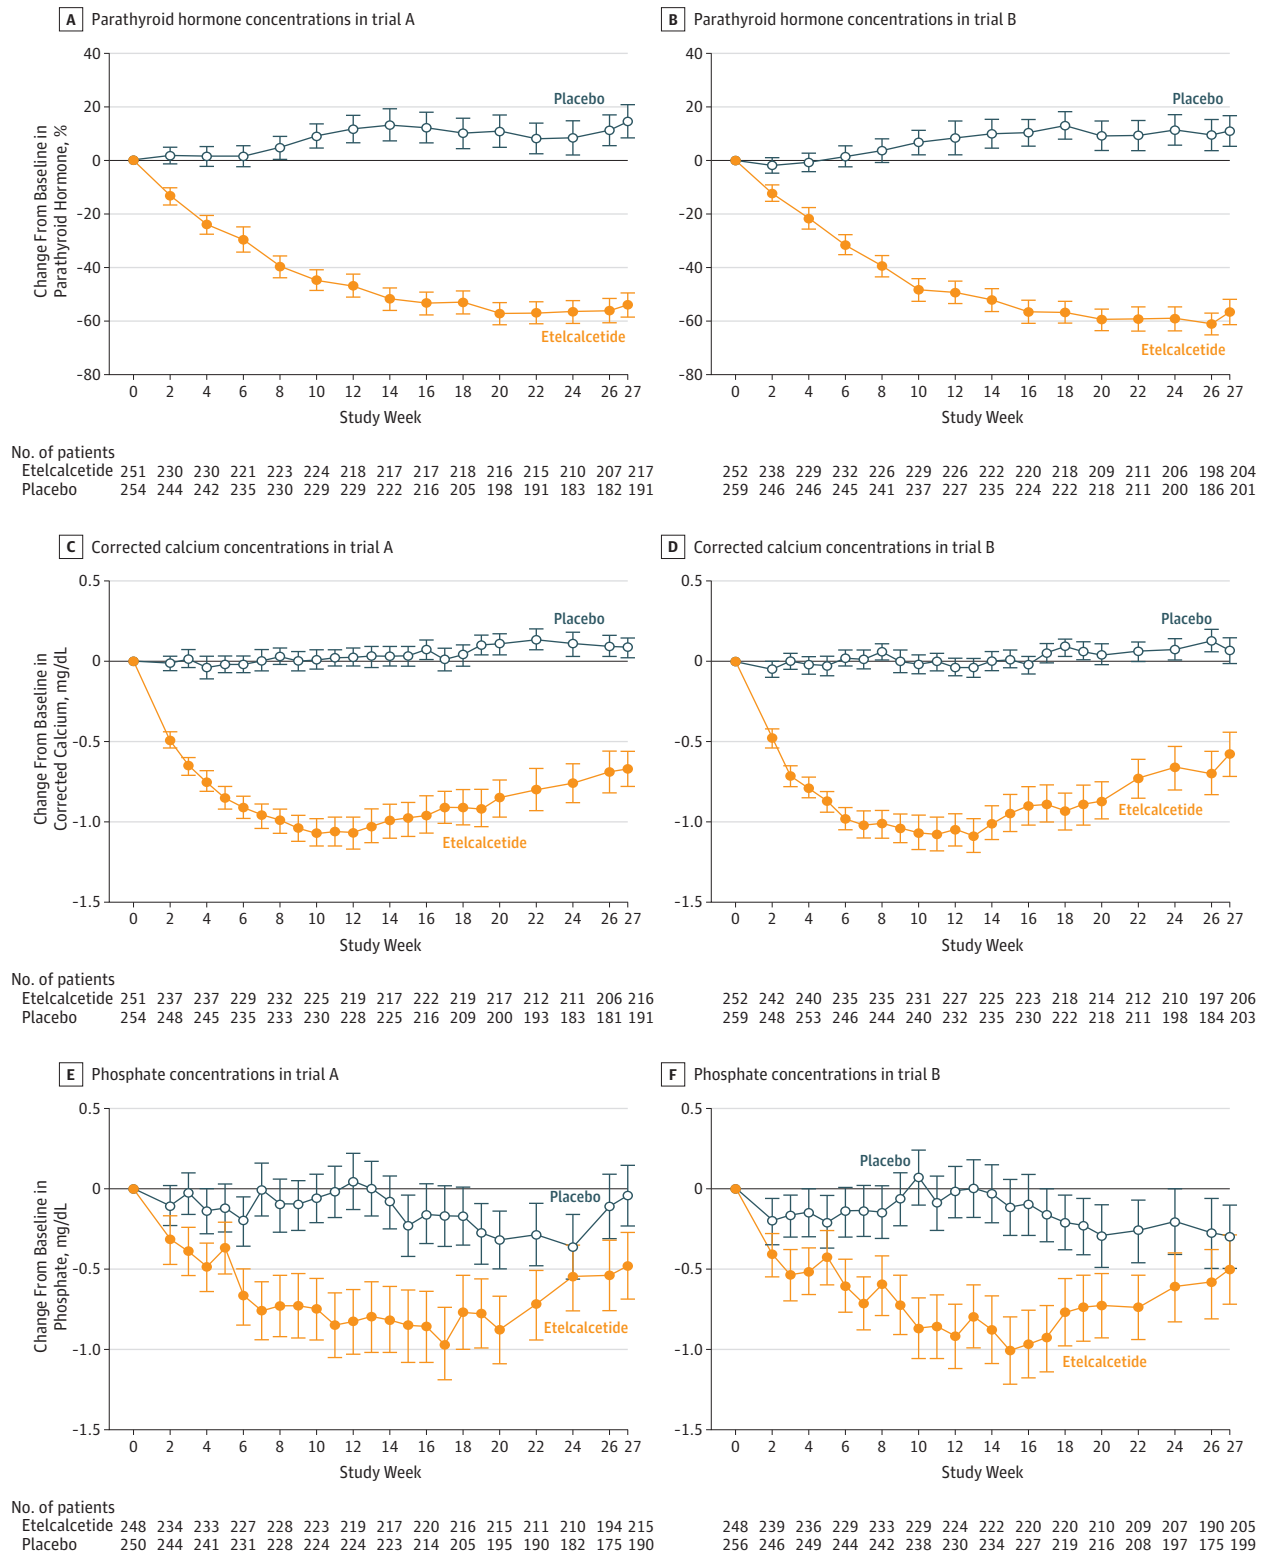 A Parathyroid hormone concentrations in trial A
Change From Baseline in
Parathyroid Hormone, %
40
20
0
-20
-40
-60
-80
Placebo
Etelcalcetide
0 2 4 6 8 10 12 14 16 18 20 22 24 26 27
Study Week
No. of patients
Etelcalcetide 251 230 230 221 223 224 218 217 217 218 216 215 210 207 217
Placebo 254 244 242 235 230 229 229 222 216 205 198 191 183 182 191
B Parathyroid hormone concentrations in trial B
40
20
0
-20
-40
-60
-80
Placebo
Etelcalcetide
0 2 4 6 8 10 12 14 16 18 20 22 24 26 27
Study Week
252 238 229 232 226 229 226 222 220 218 209 211 206 198 204
259 246 246 245 241 237 227 235 224 222 218 211 200 186 201
C Corrected calcium concentrations in trial A
Change From Baseline in
Corrected Calcium, mg/dL
0.5
0
-0.5
-1.0
-1.5
Placebo
Etelcalcetide
0 2 4 6 8 10 12 14 16 18 20 22 24 26 27
Study Week
No. of patients
Etelcalcetide 251 237 237 229 232 225 219 217 222 219 217 212 211 206 216
Placebo 254 248 245 235 233 230 228 225 216 209 200 193 183 181 191
D Corrected calcium concentrations in trial B
0.5
0
-0.5
-1.0
-1.5
Placebo
Etelcalcetide
0 2 4 6 8 10 12 14 16 18 20 22 24 26 27
Study Week
252 242 240 235 235 231 227 225 223 218 214 212 210 197 206
259 248 253 246 244 240 232 235 230 222 218 211 198 184 203
E Phosphate concentrations in trial A
Change From Baseline in
Phosphate, mg/dL
0.5
0
-0.5
-1.0
-1.5
Placebo
Etelcalcetide
0 2 4 6 8 10 12 14 16 18 20 22 24 26 27
Study Week
No. of patients
Etelcalcetide 248 234 233 227 228 223 219 217 220 216 215 211 210 194 215
Placebo 250 244 241 231 228 224 224 223 214 205 195 190 182 175 190
F Phosphate concentrations in trial B
0.5
0
-0.5
-1.0
-1.5
Placebo
Etelcalcetide
0 2 4 6 8 10 12 14 16 18 20 22 24 26 27
Study Week
248 239 236 229 233 229 224 222 220 220 210 209 207 190 205
256 246 249 244 242 238 230 234 227 219 216 208 197 175 199